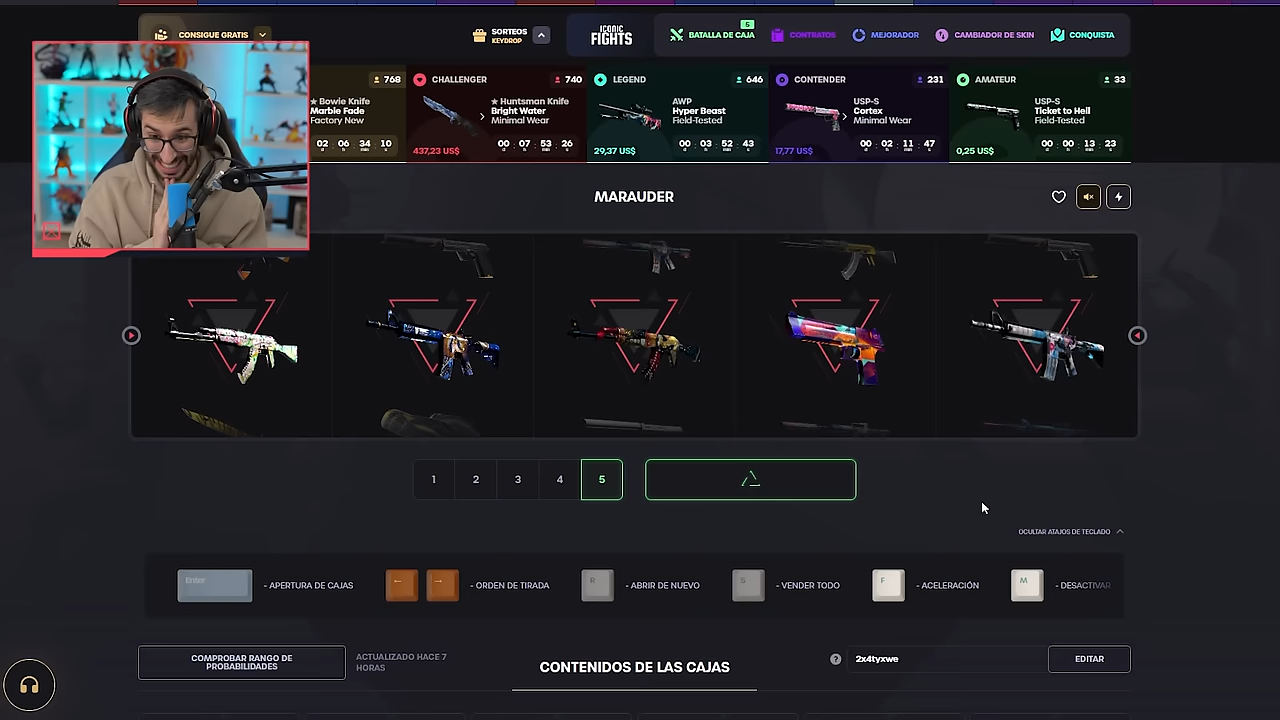 CONSIGUE GRATIS
SORTEOS
KEYDROP
ICONIC
FIGHTS
5
BATALLA DE CAJA
CONTRATOS
MEJORADOR
CAMBIADOR DE SKIN
CONQUISTA
768
★ Bowie Knife
Marble Fade
Factory New
02 : 06 : 34 : 10
CHALLENGER
740
★ Huntsman Knife
Bright Water
Minimal Wear
437,23 US$
00 : 07 : 53 : 26
LEGEND
646
AWP
Hyper Beast
Field-Tested
29,37 US$
00 : 03 : 52 : 43
CONTENDER
231
USP-S
Cortex
Minimal Wear
17,77 US$
00 : 02 : 11 : 47
AMATEUR
33
USP-S
Ticket to Hell
Field-Tested
0,25 US$
00 : 00 : 13 : 23
MARAUDER
1 2 3 4 5
OCULTAR ATAJOS DE TECLADO
Enter - APERTURA DE CAJAS
← → - ORDEN DE TIRADA
R - ABRIR DE NUEVO
S - VENDER TODO
F - ACELERACIÓN
M - DESACTIVAR
COMPROBAR RANGO DE
PROBABILIDADES
ACTUALIZADO HACE 7
HORAS
CONTENIDOS DE LAS CAJAS
?
2x4tyxwe
EDITAR